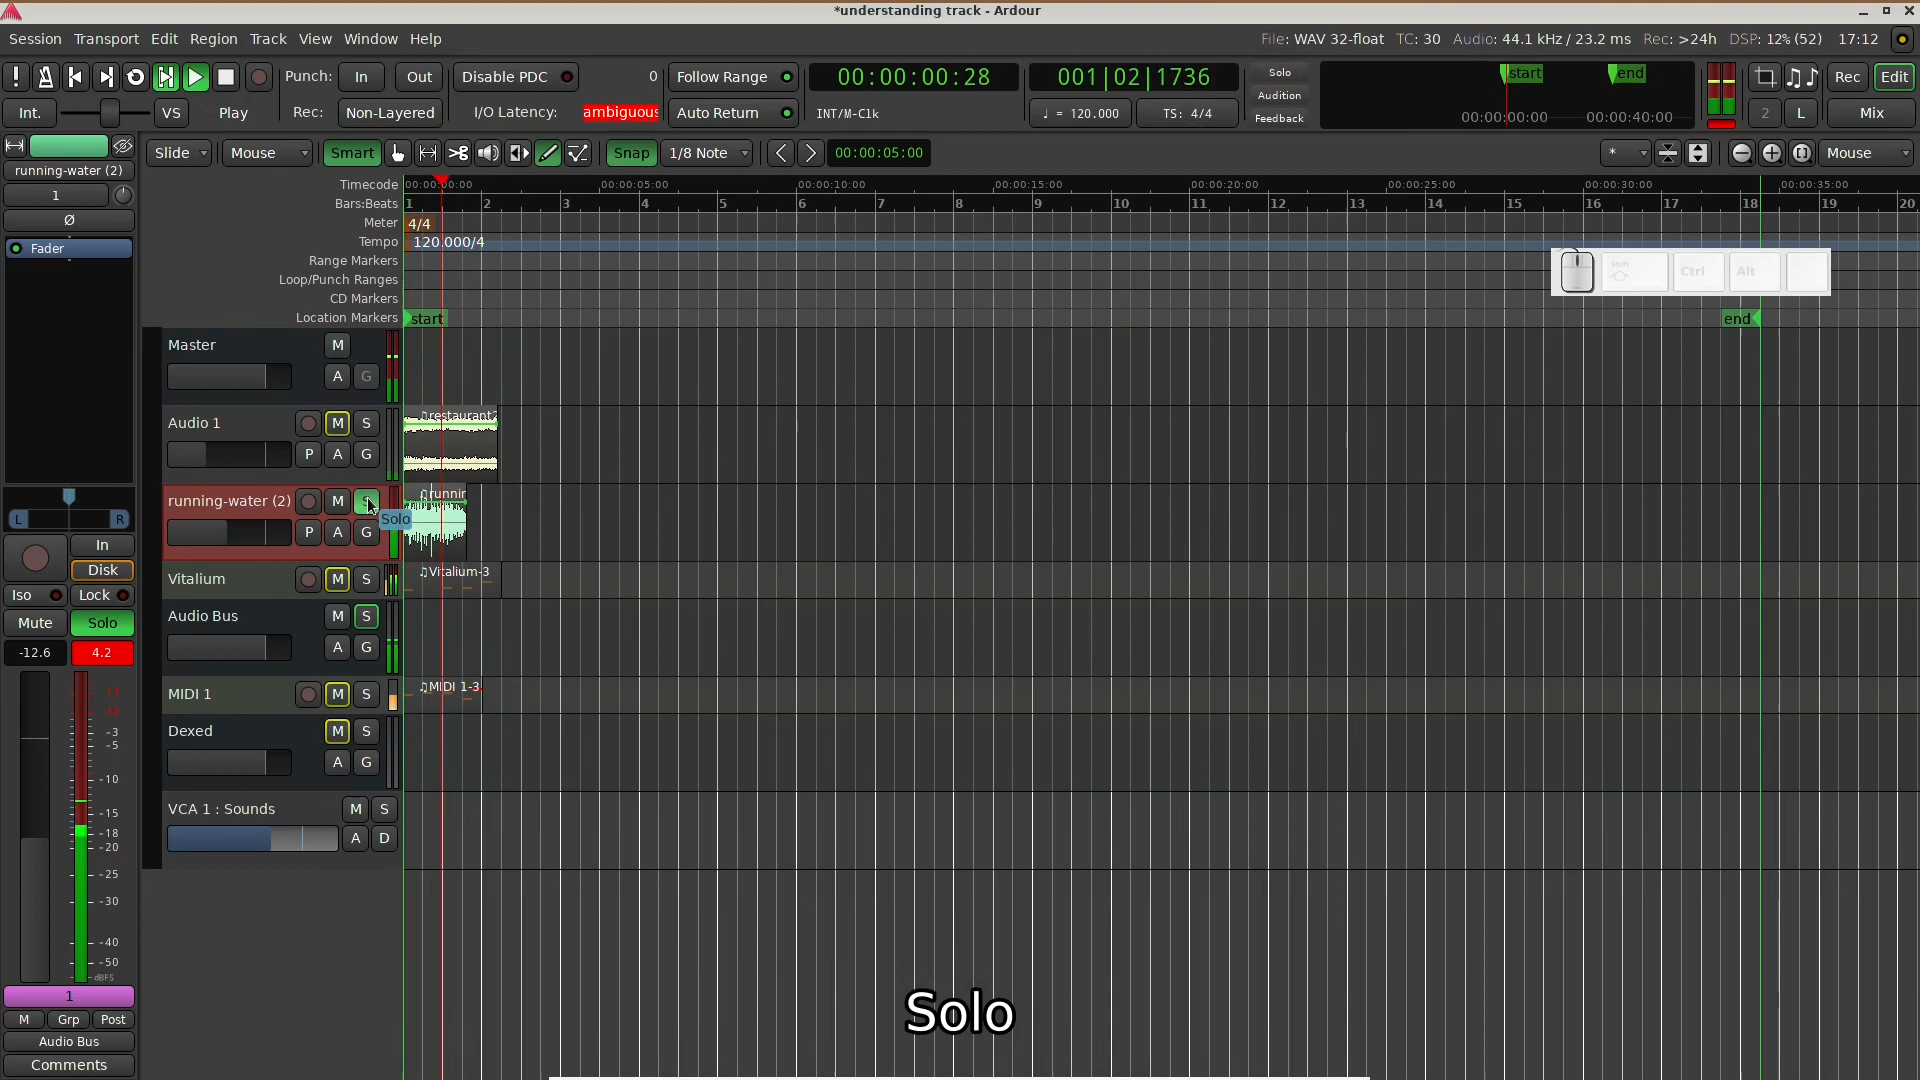 *understanding track - Ardour
Session Transport Edit Region Track View Window Help
File: WAV 32-float TC: 30 Audio: 44.1 kHz / 23.2 ms Rec: >24h DSP: 12% (52) 17:12
Punch: In Out Disable PDC 0 Follow Range 00:00:00:28 001|02|1736
Solo
Audition
Feedback
start end
00:00:00:00 00:00:40:00
Rec Edit
Int. VS Play Rec: Non-Layered I/O Latency: ambiguous Auto Return INT/M-Clk ♩ = 120.000 TS: 4/4
2 L Mix
Slide Mouse Smart Snap 1/8 Note 00:00:05:00 * Mouse
running-water (2)
1
Ø
Fader
L R
In
Disk
Iso Lock
Mute Solo
-12.6 4.2
+3
+0
-3
-5
-10
-15
-18
-20
-25
-30
-40
-50
dBFS
1
M Grp Post
Audio Bus
Comments
Timecode 00:00:00:00 00:00:05:00 00:00:10:00 00:00:15:00 00:00:20:00 00:00:25:00 00:00:30:00 00:00:35:00
Bars:Beats 1 2 3 4 5 6 7 8 9 10 11 12 13 14 15 16 17 18 19 20
Meter 4/4
Tempo 120.000/4
Range Markers
Loop/Punch Ranges
CD Markers
Location Markers start end
Shift Ctrl Alt
Master M
A G
Audio 1 M S
P A G
♫restaurant2
running-water (2) M S
P A G
Solo
♫runnin
Vitalium M S
♫Vitalium-3
Audio Bus M S
A G
MIDI 1 M S
♫MIDI 1-3
Dexed M S
A G
VCA 1 : Sounds M S
A D
Solo